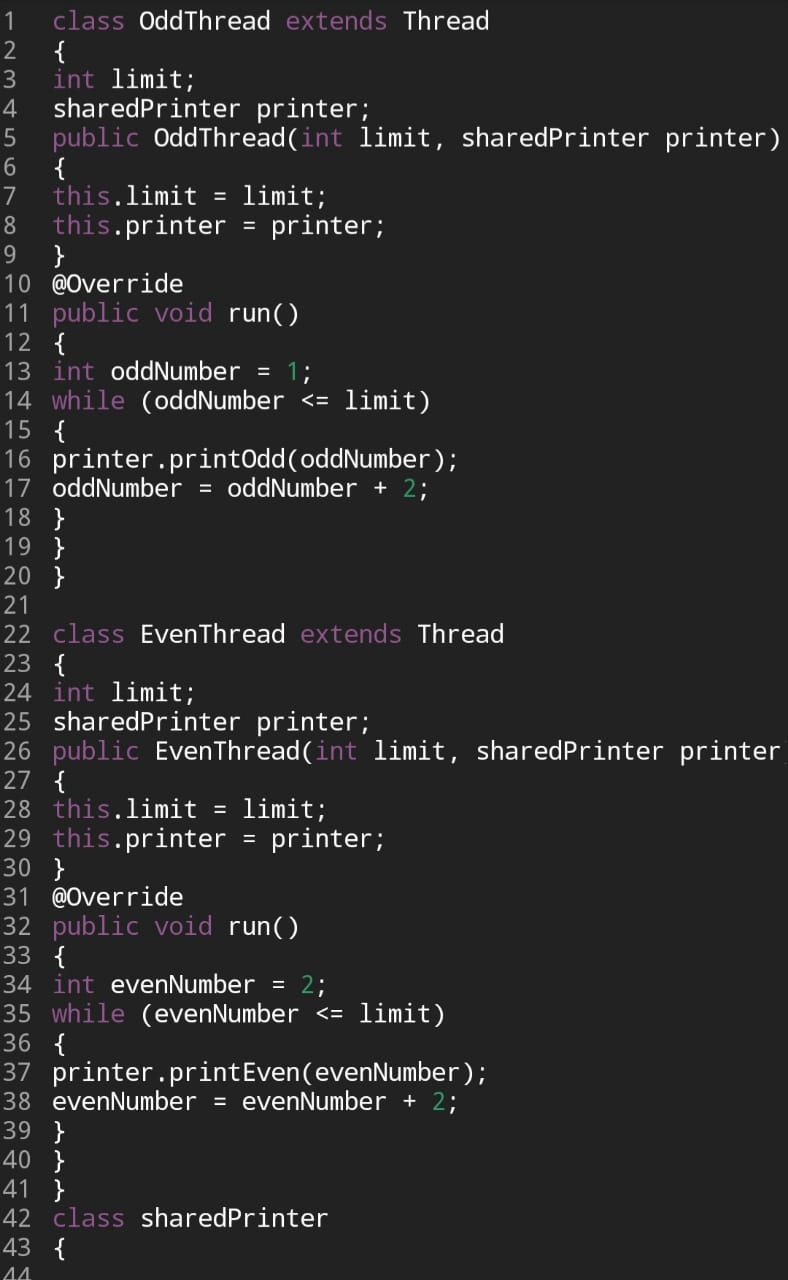 1 class OddThread extends Thread
2 {
3 int limit;
4 sharedPrinter printer;
5 public OddThread(int limit, sharedPrinter printer)
6 {
7 this.limit = limit;
8 this.printer = printer;
9 }
10 @Override
11 public void run()
12 {
13 int oddNumber = 1;
14 while (oddNumber <= limit)
15 {
16 printer.printOdd(oddNumber);
17 oddNumber = oddNumber + 2;
18 }
19 }
20 }
21
22 class EvenThread extends Thread
23 {
24 int limit;
25 sharedPrinter printer;
26 public EvenThread(int limit, sharedPrinter printer
27 {
28 this.limit = limit;
29 this.printer = printer;
30 }
31 @Override
32 public void run()
33 {
34 int evenNumber = 2;
35 while (evenNumber <= limit)
36 {
37 printer.printEven(evenNumber);
38 evenNumber = evenNumber + 2;
39 }
40 }
41 }
42 class sharedPrinter
43 {
44